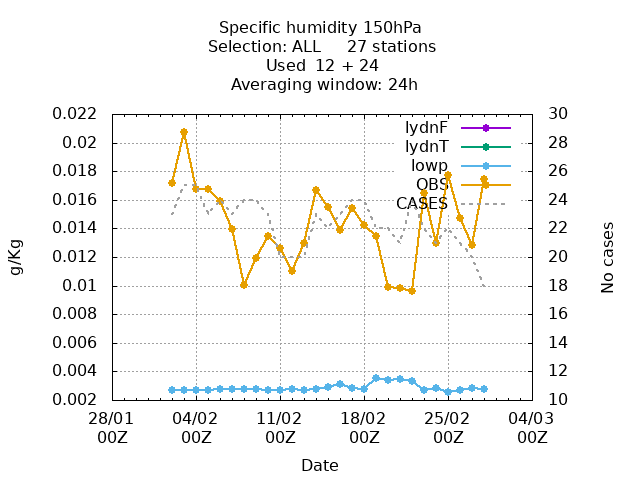 Specific humidity 150hPa
Selection: ALL 27 stations
Used 12 + 24
Averaging window: 24h
g/Kg
0.022
0.02
0.018
0.016
0.014
0.012
0.01
0.008
0.006
0.004
0.002
lydnF
lydnT
lowp
OBS
CASES
30
28
26
24
22
20
18
16
14
12
10
No cases
28/01 04/02 11/02 18/02 25/02 04/03
00Z 00Z 00Z 00Z 00Z 00Z
Date